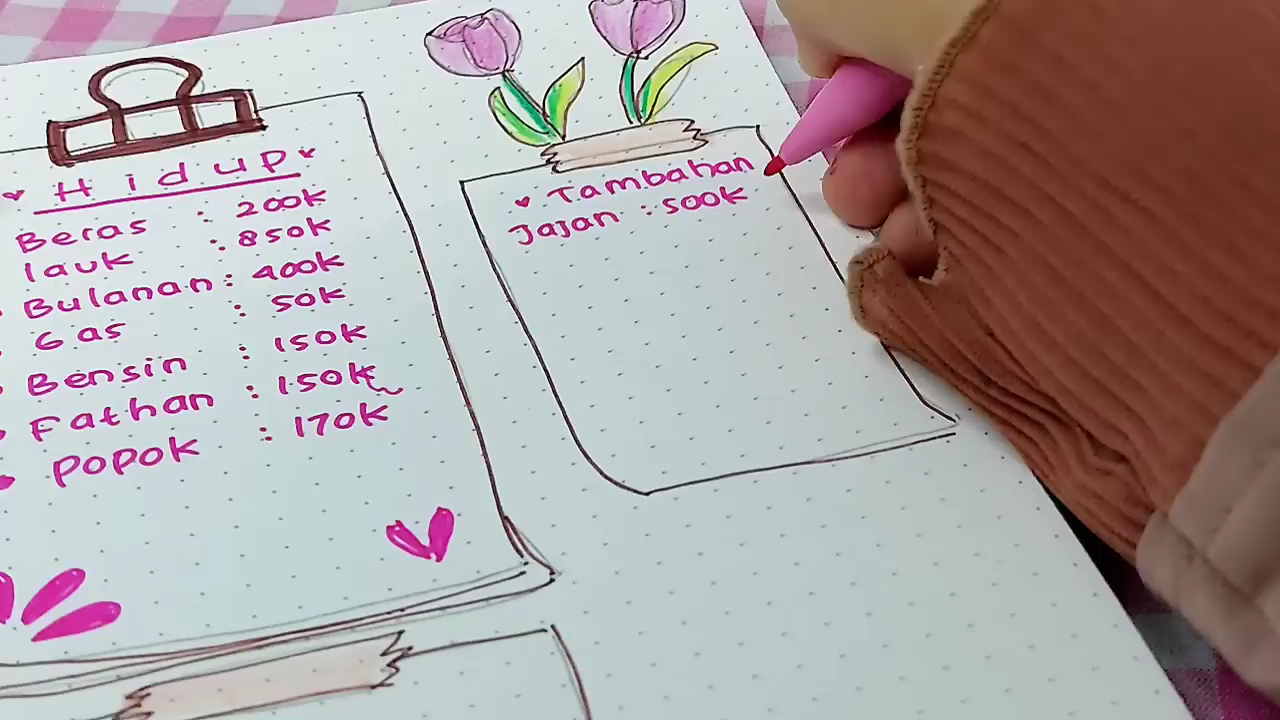 Hidup
Beras : 200k
lauk : 850k
Bulanan : 400k
Gas : 50k
Bensin : 150k
Fathan : 150k
Popok : 170k
Tambahan
Jajan : 500k